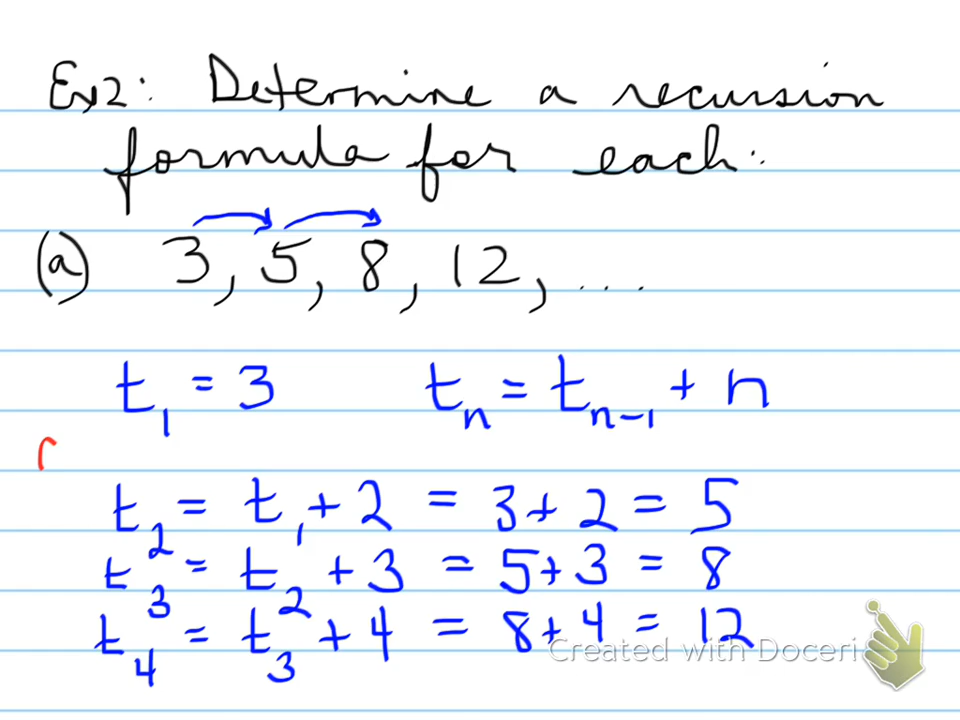 Ex2: Determine a recursion
formula for each:
(a) 3, 5, 8, 12, ...
t₁ = 3 tₙ = tₙ₋₁ + n
t₂ = t₁ + 2 = 3 + 2 = 5
t₃ = t₂ + 3 = 5 + 3 = 8
t₄ = t₃ + 4 = 8 + 4 = 12
Created with Doceri